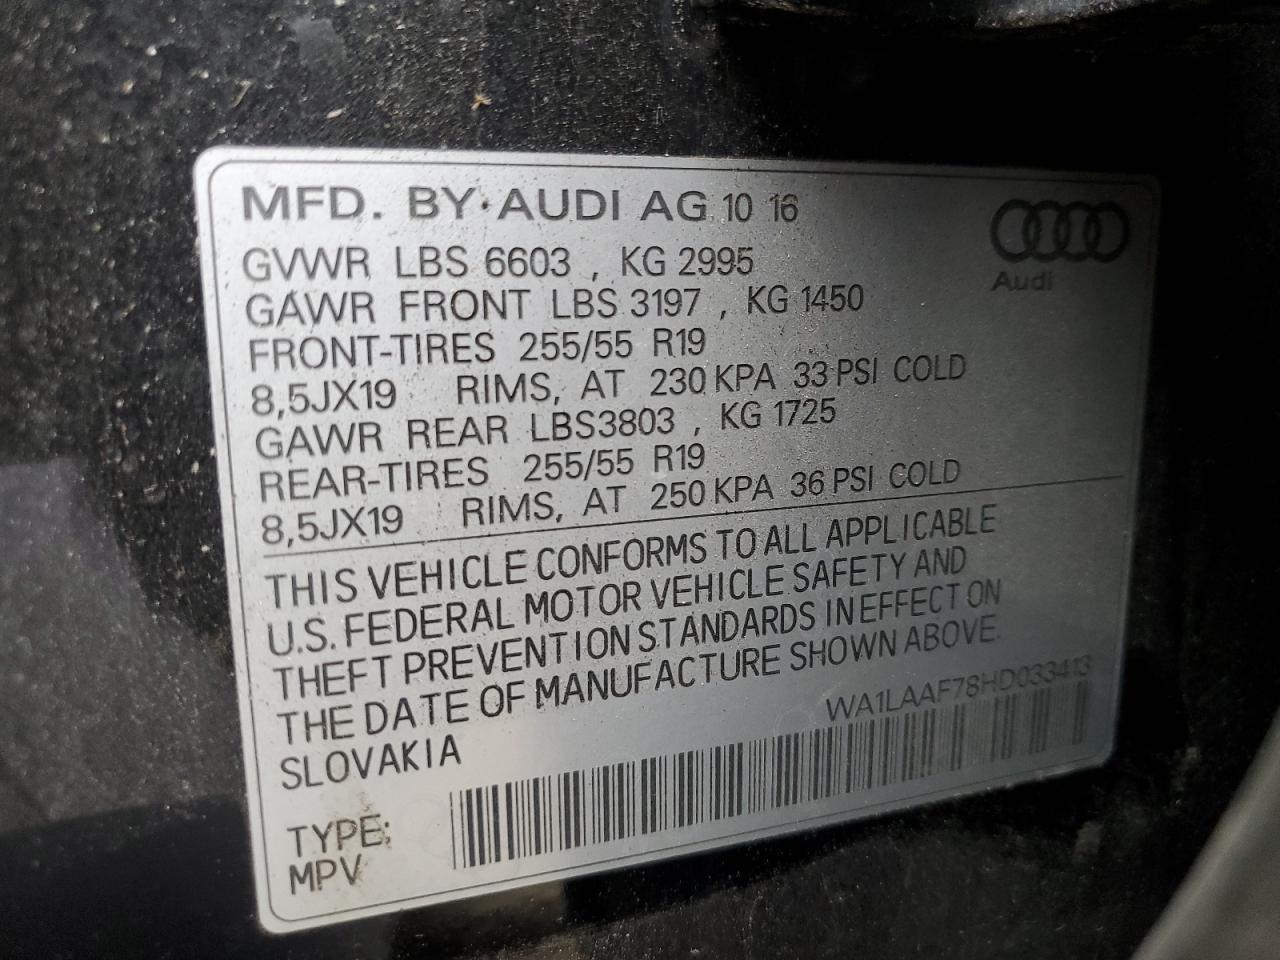 MFD. BY AUDI AG 10 16
Audi
GVWR LBS 6603 , KG 2995
GAWR FRONT LBS 3197 , KG 1450
FRONT-TIRES 255/55 R19
8,5JX19 RIMS, AT 230 KPA 33 PSI COLD
GAWR REAR LBS3803 , KG 1725
REAR-TIRES 255/55 R19
8,5JX19 RIMS, AT 250 KPA 36 PSI COLD
THIS VEHICLE CONFORMS TO ALL APPLICABLE
U.S. FEDERAL MOTOR VEHICLE SAFETY AND
THEFT PREVENTION STANDARDS IN EFFECT ON
THE DATE OF MANUFACTURE SHOWN ABOVE.
SLOVAKIA
WA1LAAF78HD033413
TYPE:
MPV